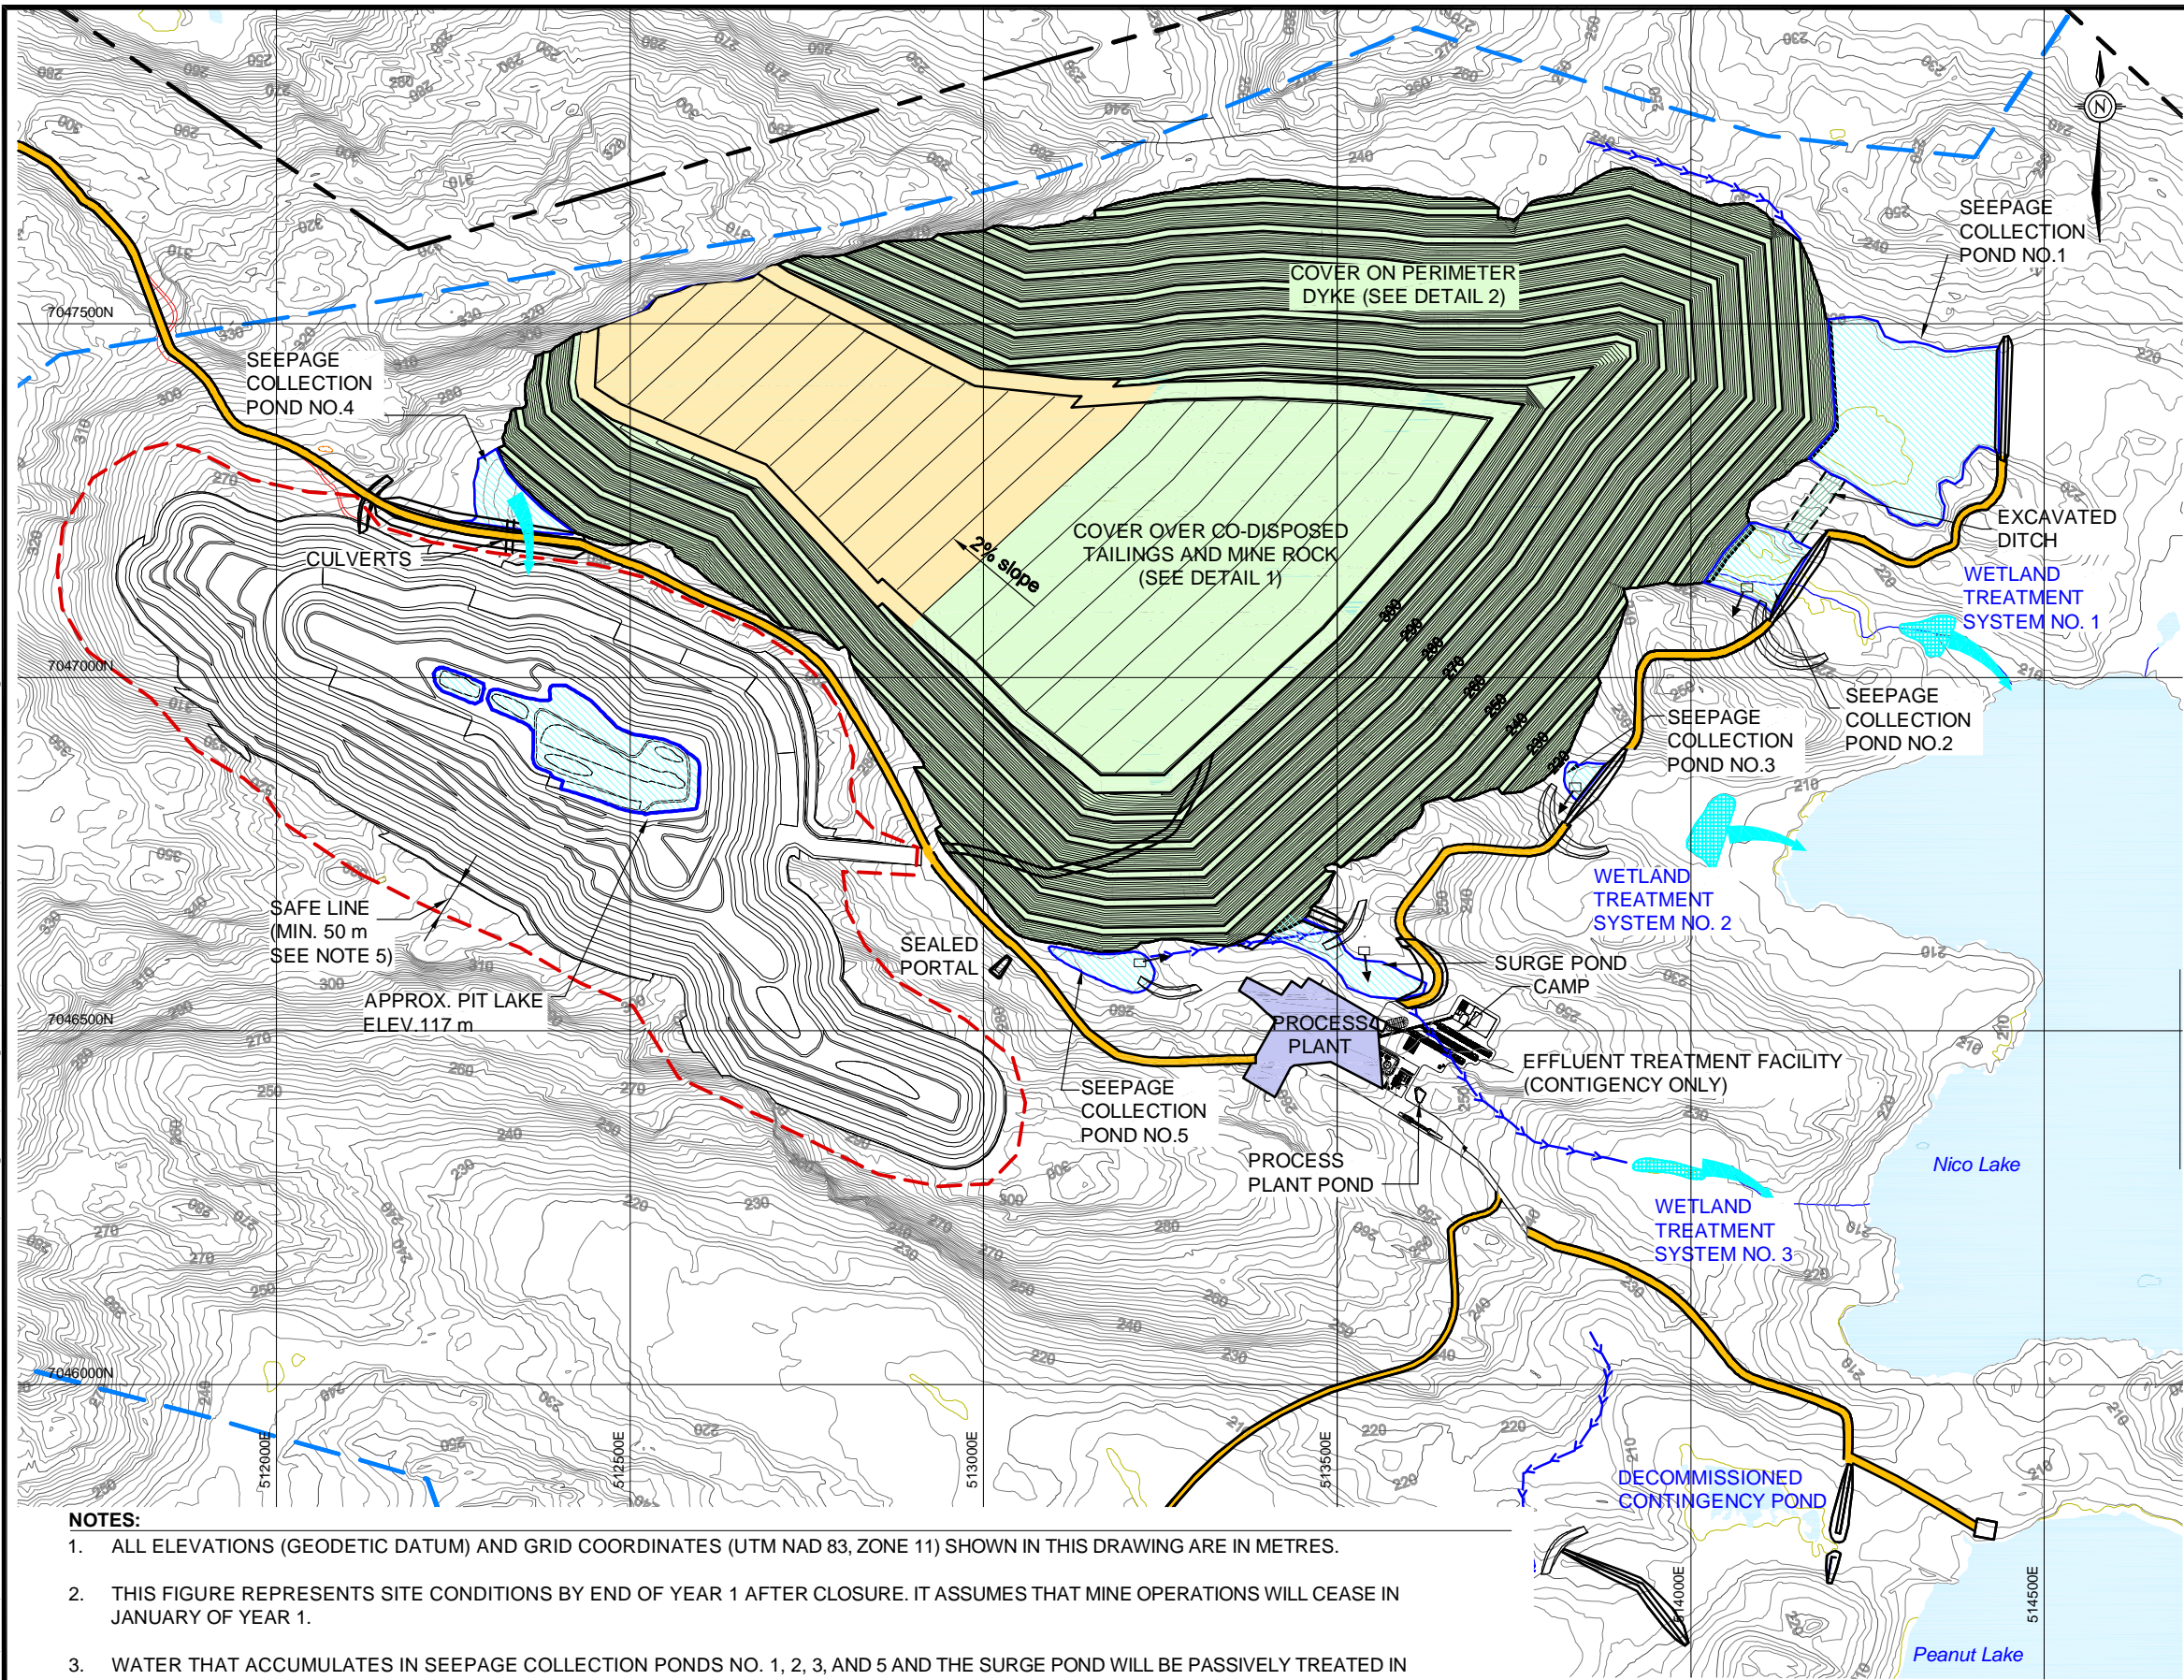 SEEPAGE
COLLECTION
POND NO.1
COVER ON PERIMETER
DYKE (SEE DETAIL 2)
7047500N
SEEPAGE
COLLECTION
POND NO.4
EXCAVATED
DITCH
COVER OVER CO-DISPOSED
TAILINGS AND MINE ROCK
(SEE DETAIL 1)
2% slope
CULVERTS
WETLAND
TREATMENT
SYSTEM NO. 1
300
290
280
270
260
250
240
230
220
7047000N
SEEPAGE
COLLECTION
POND NO.2
SEEPAGE
COLLECTION
POND NO.3
WETLAND
TREATMENT
SYSTEM NO. 2
SAFE LINE
(MIN. 50 m
SEE NOTE 5)
SEALED
PORTAL
SURGE POND
CAMP
APPROX. PIT LAKE
ELEV.117 m
7046500N
PROCESS
PLANT
EFFLUENT TREATMENT FACILITY
(CONTIGENCY ONLY)
SEEPAGE
COLLECTION
POND NO.5
PROCESS
PLANT POND
Nico Lake
WETLAND
TREATMENT
SYSTEM NO. 3
7046000N
512000E
512500E
513000E
513500E
514000E
514500E
DECOMMISSIONED
CONTINGENCY POND
Peanut Lake
N
NOTES:
1. ALL ELEVATIONS (GEODETIC DATUM) AND GRID COORDINATES (UTM NAD 83, ZONE 11) SHOWN IN THIS DRAWING ARE IN METRES.
2. THIS FIGURE REPRESENTS SITE CONDITIONS BY END OF YEAR 1 AFTER CLOSURE. IT ASSUMES THAT MINE OPERATIONS WILL CEASE IN
JANUARY OF YEAR 1.
3. WATER THAT ACCUMULATES IN SEEPAGE COLLECTION PONDS NO. 1, 2, 3, AND 5 AND THE SURGE POND WILL BE PASSIVELY TREATED IN